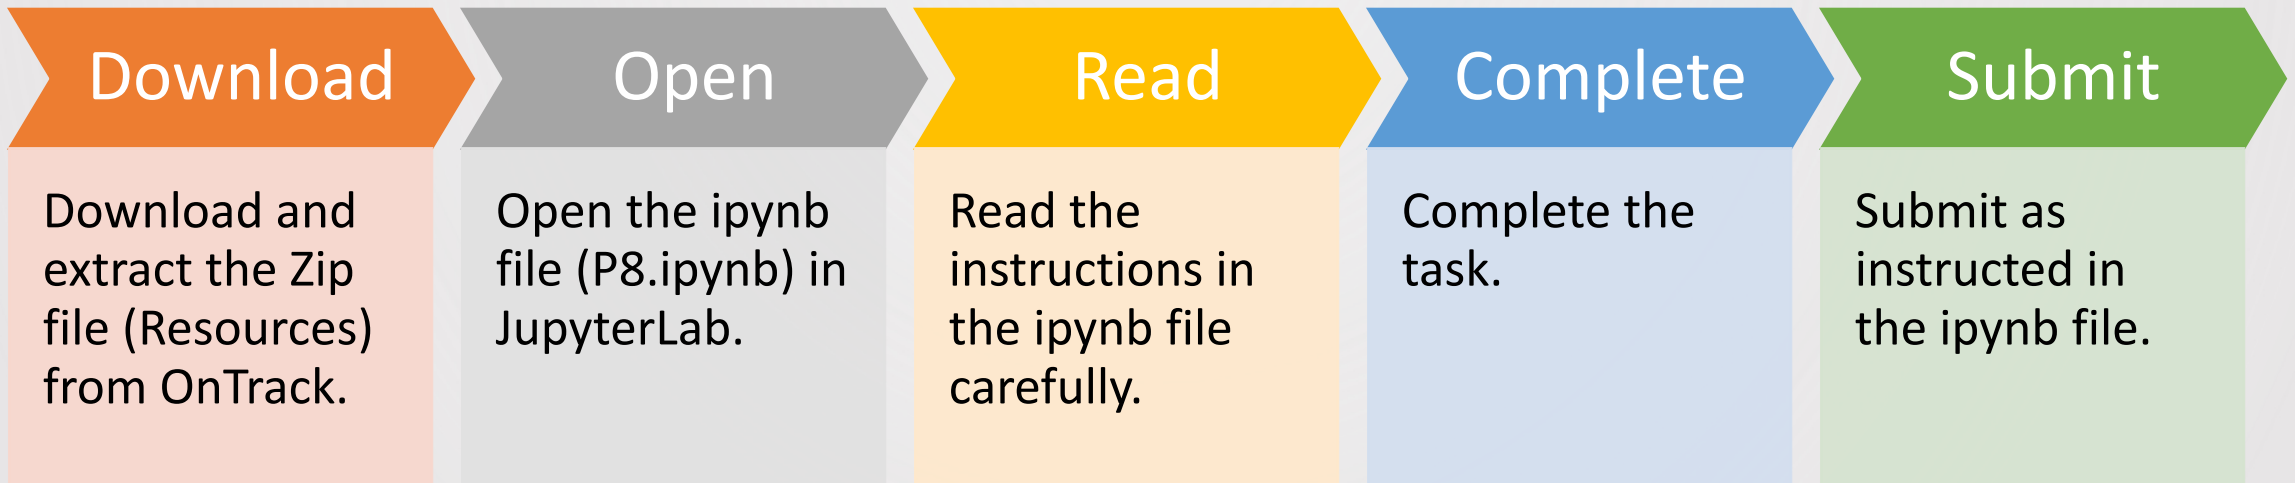 Download
Open
Read
Complete
Submit
Download and
extract the Zip
file (Resources)
from OnTrack.
Open the ipynb
file (P8.ipynb) in
JupyterLab.
Read the
instructions in
the ipynb file
carefully.
Complete the
task.
Submit as
instructed in
the ipynb file.